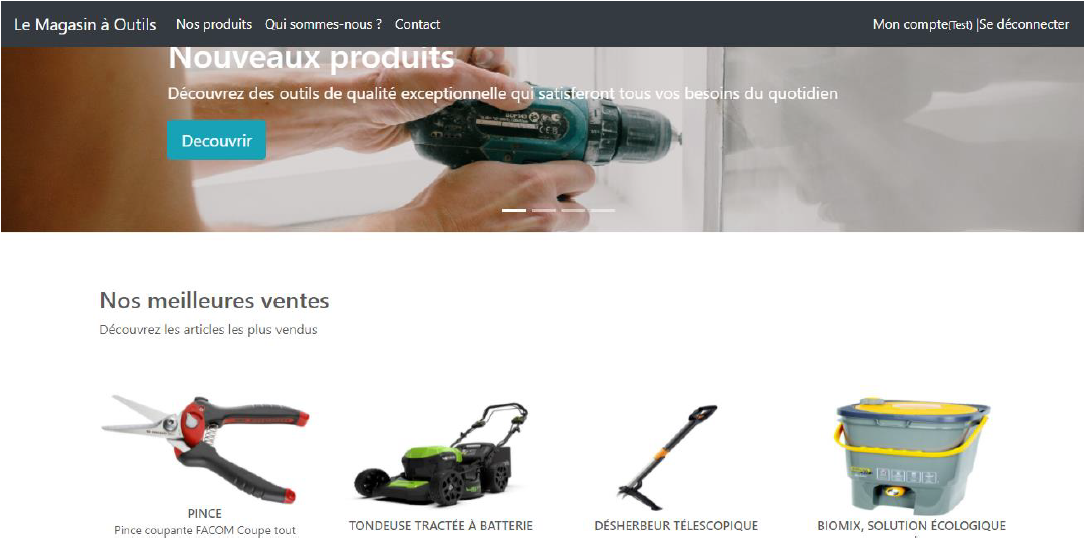 Le Magasin à Outils Nos produits Qui sommes-nous ? Contact Mon compte(Test) |Se déconnecter
Nouveaux produits
Découvrez des outils de qualité exceptionnelle qui satisferont tous vos besoins du quotidien
Decouvrir
Nos meilleures ventes
Découvrez les articles les plus vendus
PINCE
Pince coupante FACOM Coupe tout
TONDEUSE TRACTÉE À BATTERIE
DÉSHERBEUR TÉLESCOPIQUE
BIOMIX, SOLUTION ÉCOLOGIQUE